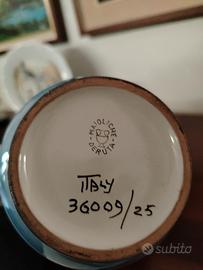 MAIOLICHE
DERUTA
ITALY
36009/25
subito